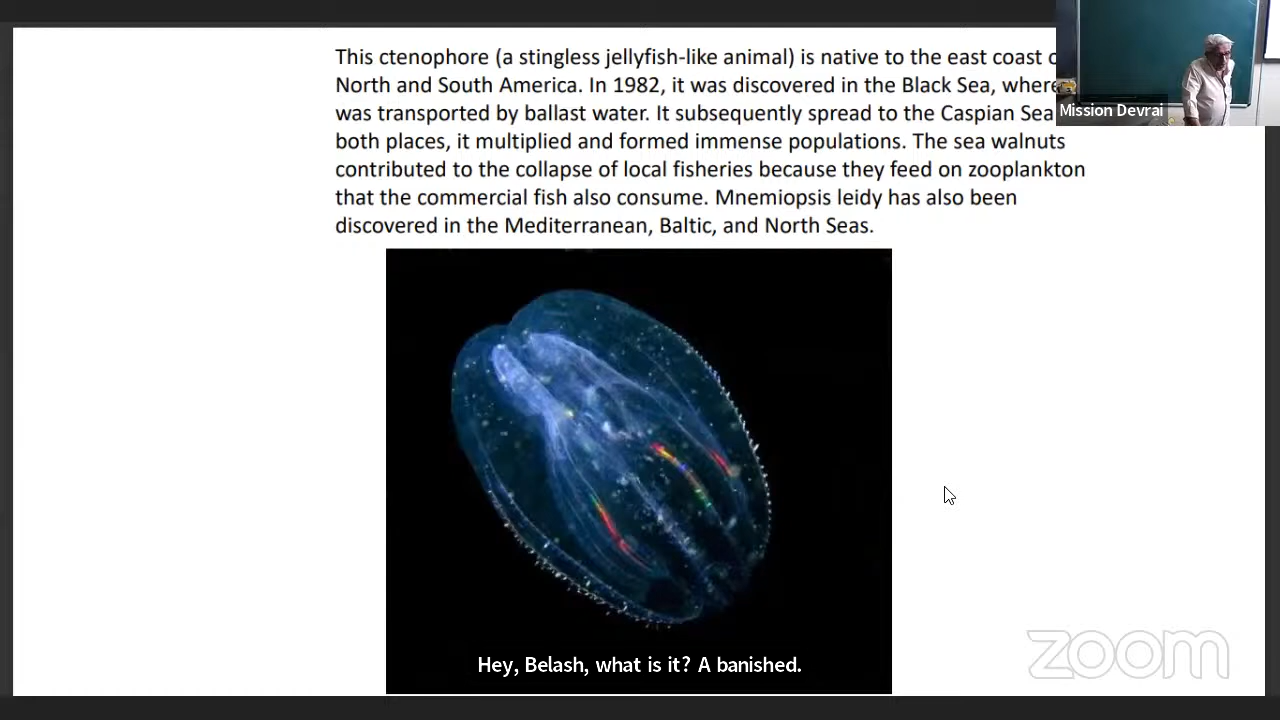 This ctenophore (a stingless jellyfish-like animal) is native to the east coast
North and South America. In 1982, it was discovered in the Black Sea, where
was transported by ballast water. It subsequently spread to the Caspian Sea
both places, it multiplied and formed immense populations. The sea walnuts
contributed to the collapse of local fisheries because they feed on zooplankton
that the commercial fish also consume. Mnemiopsis leidy has also been
discovered in the Mediterranean, Baltic, and North Seas.
Mission Devrai
Hey, Belash, what is it? A banished.
zoom